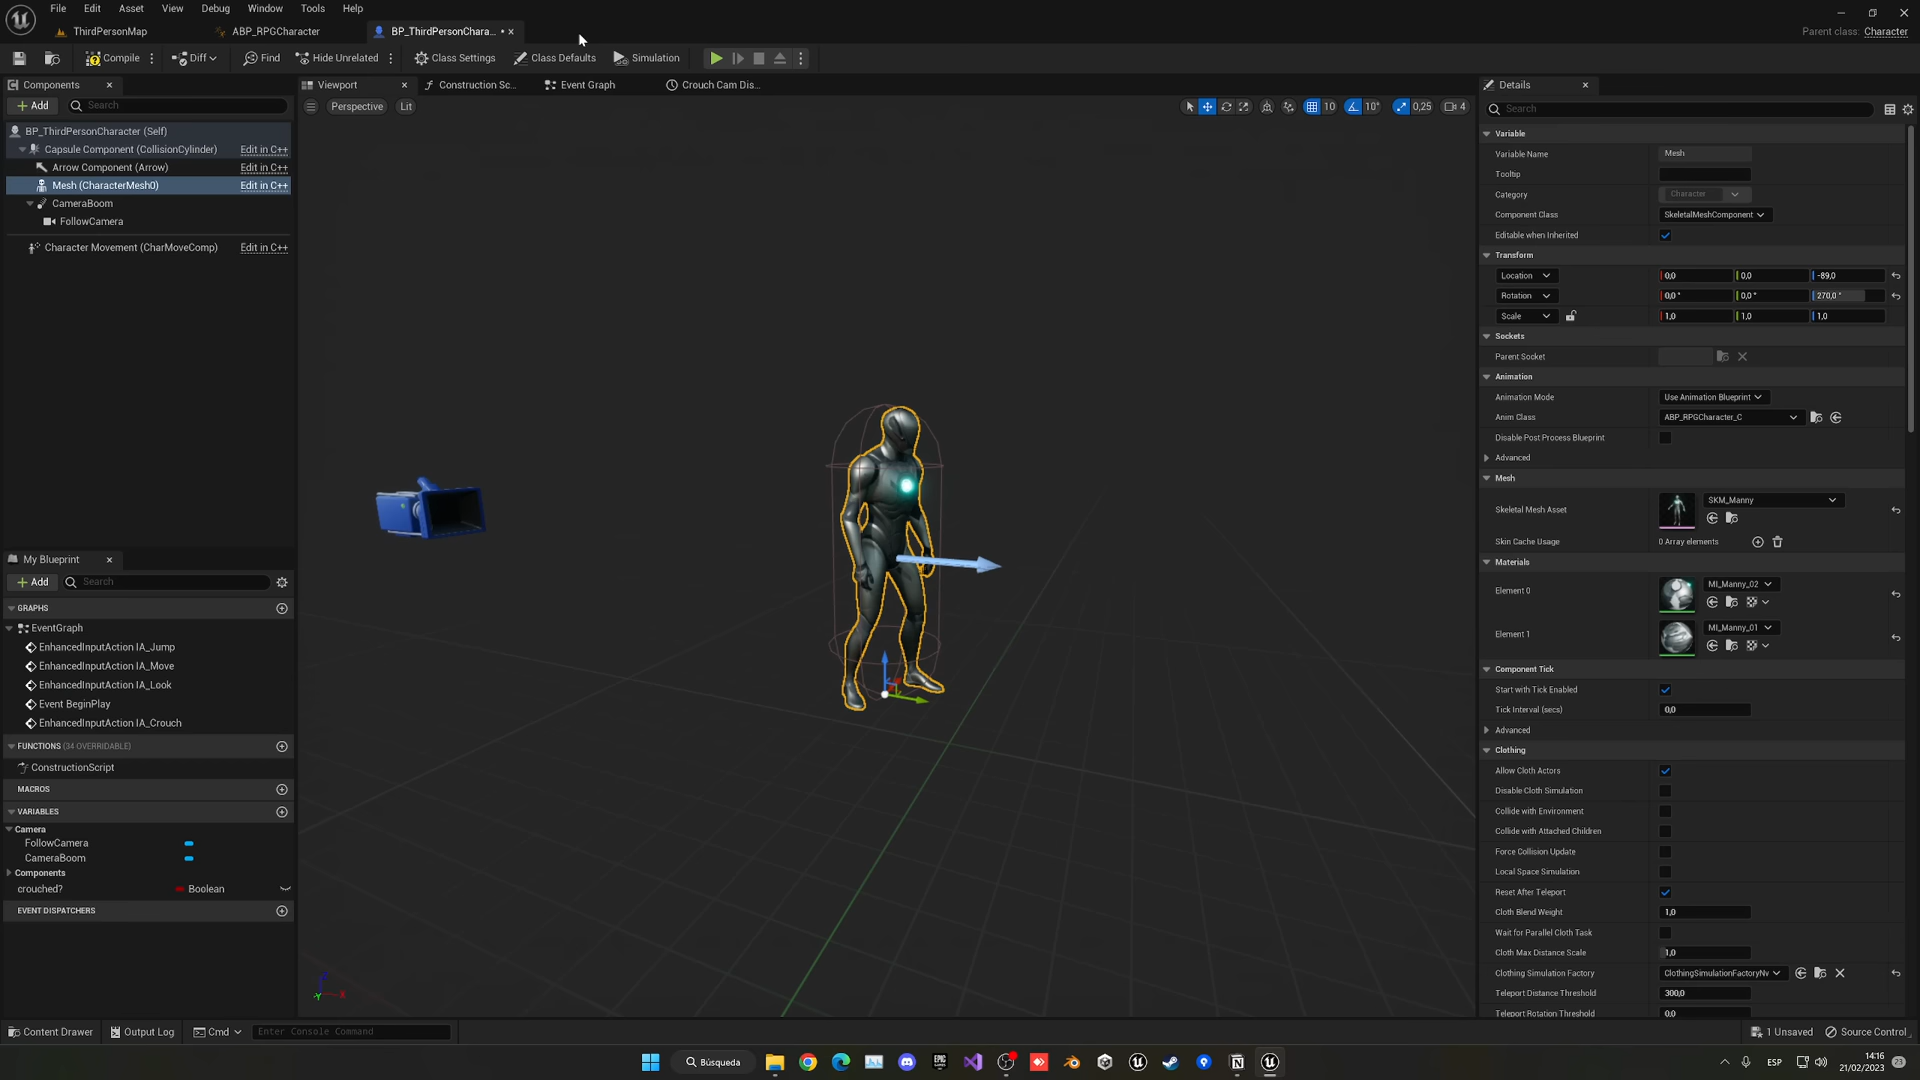 File Edit Asset View Debug Window Tools Help
ThirdPersonMap ABP_RPGCharacter BP_ThirdPersonChara... •
Parent class: Character
Compile Diff Find Hide Unrelated Class Settings Class Defaults Simulation
Components
Add Search
BP_ThirdPersonCharacter (Self)
Capsule Component (CollisionCylinder) Edit in C++
Arrow Component (Arrow) Edit in C++
Mesh (CharacterMesh0) Edit in C++
CameraBoom
FollowCamera
Character Movement (CharMoveComp) Edit in C++
My Blueprint
Add Search
GRAPHS
EventGraph
EnhancedInputAction IA_Jump
EnhancedInputAction IA_Move
EnhancedInputAction IA_Look
Event BeginPlay
EnhancedInputAction IA_Crouch
FUNCTIONS (34 OVERRIDABLE)
ConstructionScript
MACROS
VARIABLES
Camera
FollowCamera
CameraBoom
Components
crouched? Boolean
EVENT DISPATCHERS
Viewport Construction Sc... Event Graph Crouch Cam Dis...
Perspective Lit 10 10° 0,25 4
Z
Y X
Details
Search
Variable
Variable Name Mesh
Tooltip
Category Character
Component Class SkeletalMeshComponent
Editable when Inherited
Transform
Location 0,0 0,0 -89,0
Rotation 0,0 ° 0,0 ° 270,0 °
Scale 1,0 1,0 1,0
Sockets
Parent Socket
Animation
Animation Mode Use Animation Blueprint
Anim Class ABP_RPGCharacter_C
Disable Post Process Blueprint
Advanced
Mesh
Skeletal Mesh Asset SKM_Manny
Skin Cache Usage 0 Array elements
Materials
Element 0 MI_Manny_02
Element 1 MI_Manny_01
Component Tick
Start with Tick Enabled
Tick Interval (secs) 0,0
Advanced
Clothing
Allow Cloth Actors
Disable Cloth Simulation
Collide with Environment
Collide with Attached Children
Force Collision Update
Local Space Simulation
Reset After Teleport
Cloth Blend Weight 1,0
Wait for Parallel Cloth Task
Cloth Max Distance Scale 1,0
Clothing Simulation Factory ClothingSimulationFactoryNv
Teleport Distance Threshold 300,0
Teleport Rotation Threshold 0,0
Content Drawer Output Log Cmd Enter Console Command 1 Unsaved Source Control
Búsqueda EPIC GAMES ESP 14:16
21/02/2023 23